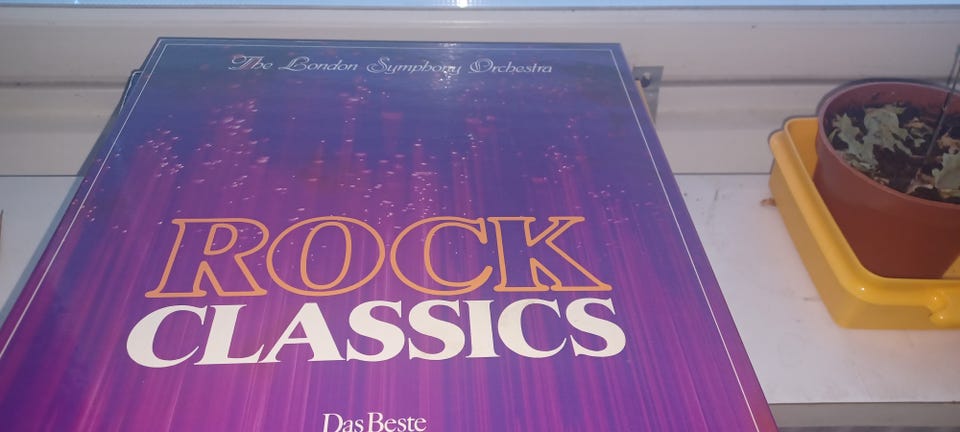 The London Symphony Orchestra
ROCK
CLASSICS
Das Beste